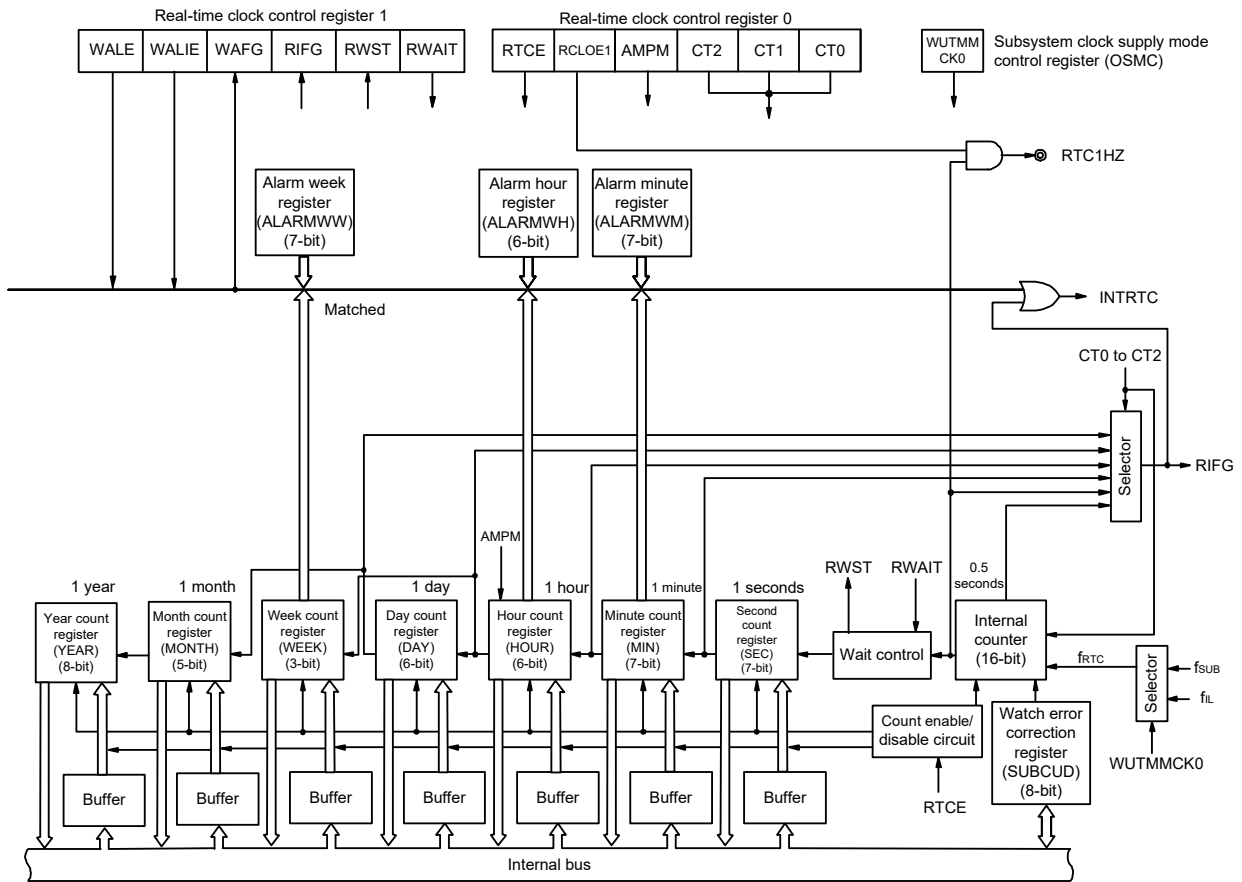 Real-time clock control register 1
WALE WALIE WAFG RIFG RWST RWAIT
Real-time clock control register 0
RTCE RCLOE1 AMPM CT2 CT1 CT0
WUTMM
CK0
Subsystem clock supply mode
control register (OSMC)
RTC1HZ
Alarm week
register
(ALARMWW)
(7-bit)
Alarm hour
register
(ALARMWH)
(6-bit)
Alarm minute
register
(ALARMWM)
(7-bit)
Matched
INTRTC
CT0 to CT2
Selector
RIFG
AMPM
1 year
1 month
1 day
1 hour
1 minute
1 seconds
RWST
RWAIT
0.5
seconds
Year count
register
(YEAR)
(8-bit)
Month count
register
(MONTH)
(5-bit)
Week count
register
(WEEK)
(3-bit)
Day count
register
(DAY)
(6-bit)
Hour count
register
(HOUR)
(6-bit)
Minute count
register
(MIN)
(7-bit)
Second
count
register
(SEC)
(7-bit)
Wait control
Internal
counter
(16-bit)
fRTC
Selector
fSUB
fIL
WUTMMCK0
Count enable/
disable circuit
RTCE
Watch error
correction
register
(SUBCUD)
(8-bit)
Buffer Buffer Buffer Buffer Buffer Buffer Buffer
Internal bus